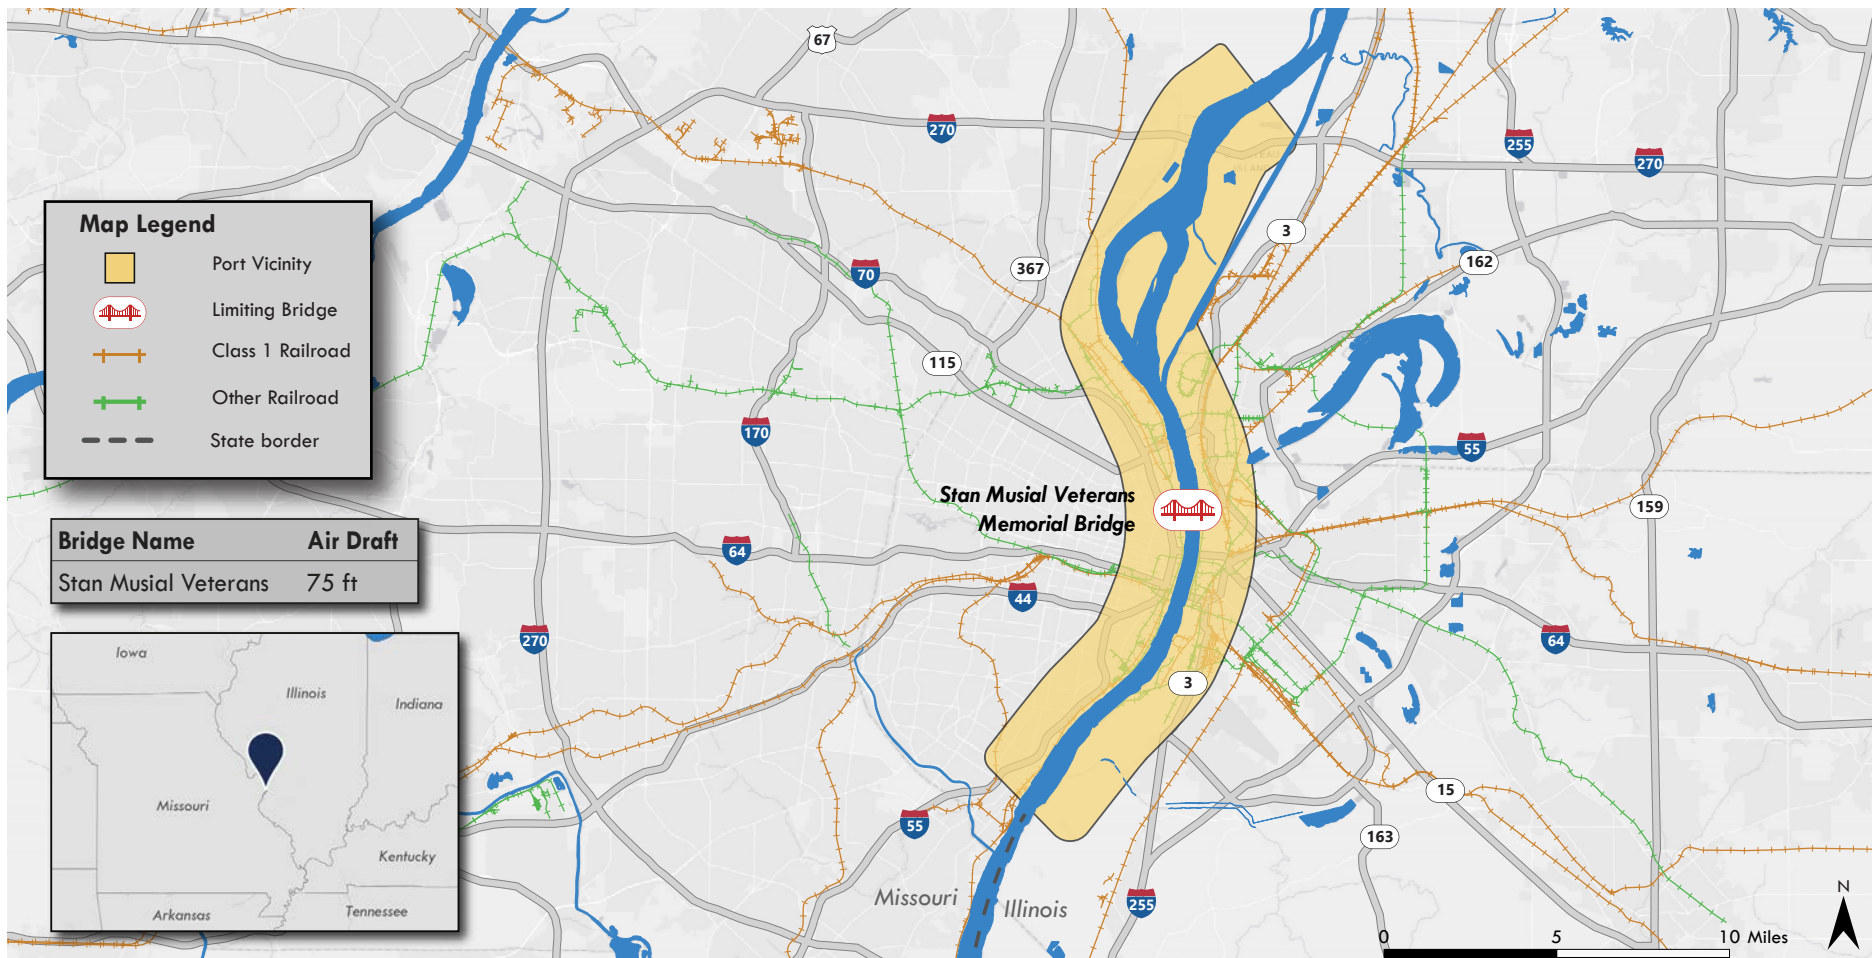 67
270
255
270
Map Legend
Port Vicinity
Limiting Bridge
Class 1 Railroad
Other Railroad
State border
3
162
367
70
115
170
55
Stan Musial Veterans
Memorial Bridge
159
Bridge Name Air Draft
Stan Musial Veterans 75 ft
64
44
270
64
3
Iowa
Illinois
Indiana
Missouri
Kentucky
Arkansas
Tennessee
15
55
163
Missouri
Illinois
255
N
0 5 10 Miles